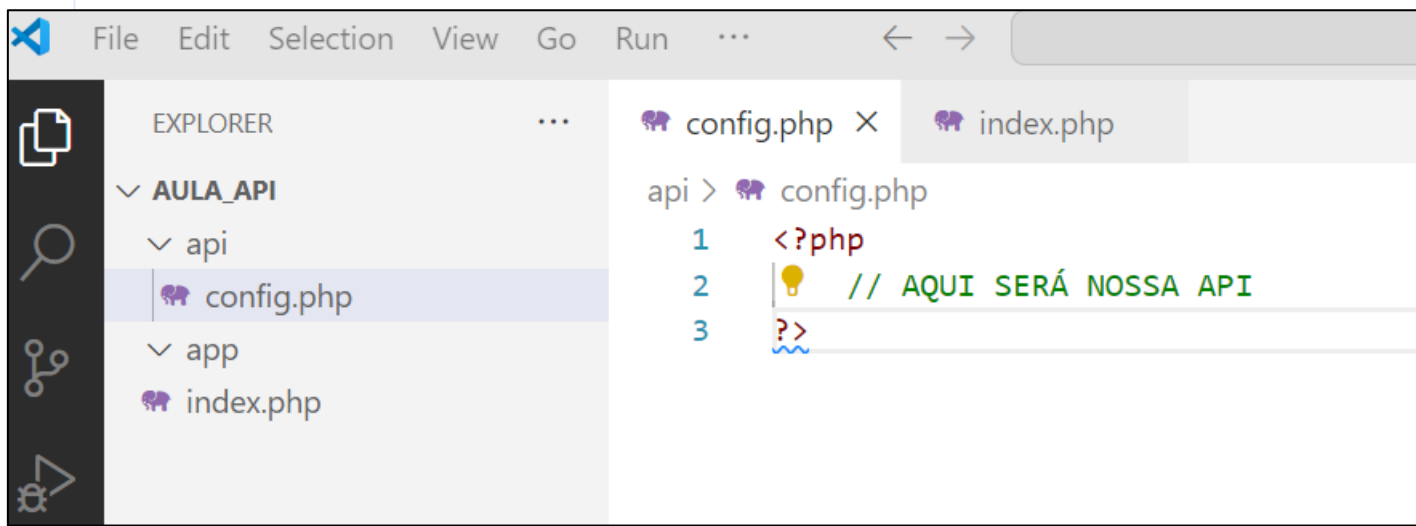 File Edit Selection View Go Run ···
EXPLORER ···
AULA_API
api
config.php
app
index.php
config.php × index.php
api > config.php
1 <?php
2 // AQUI SERÁ NOSSA API
3 ?>